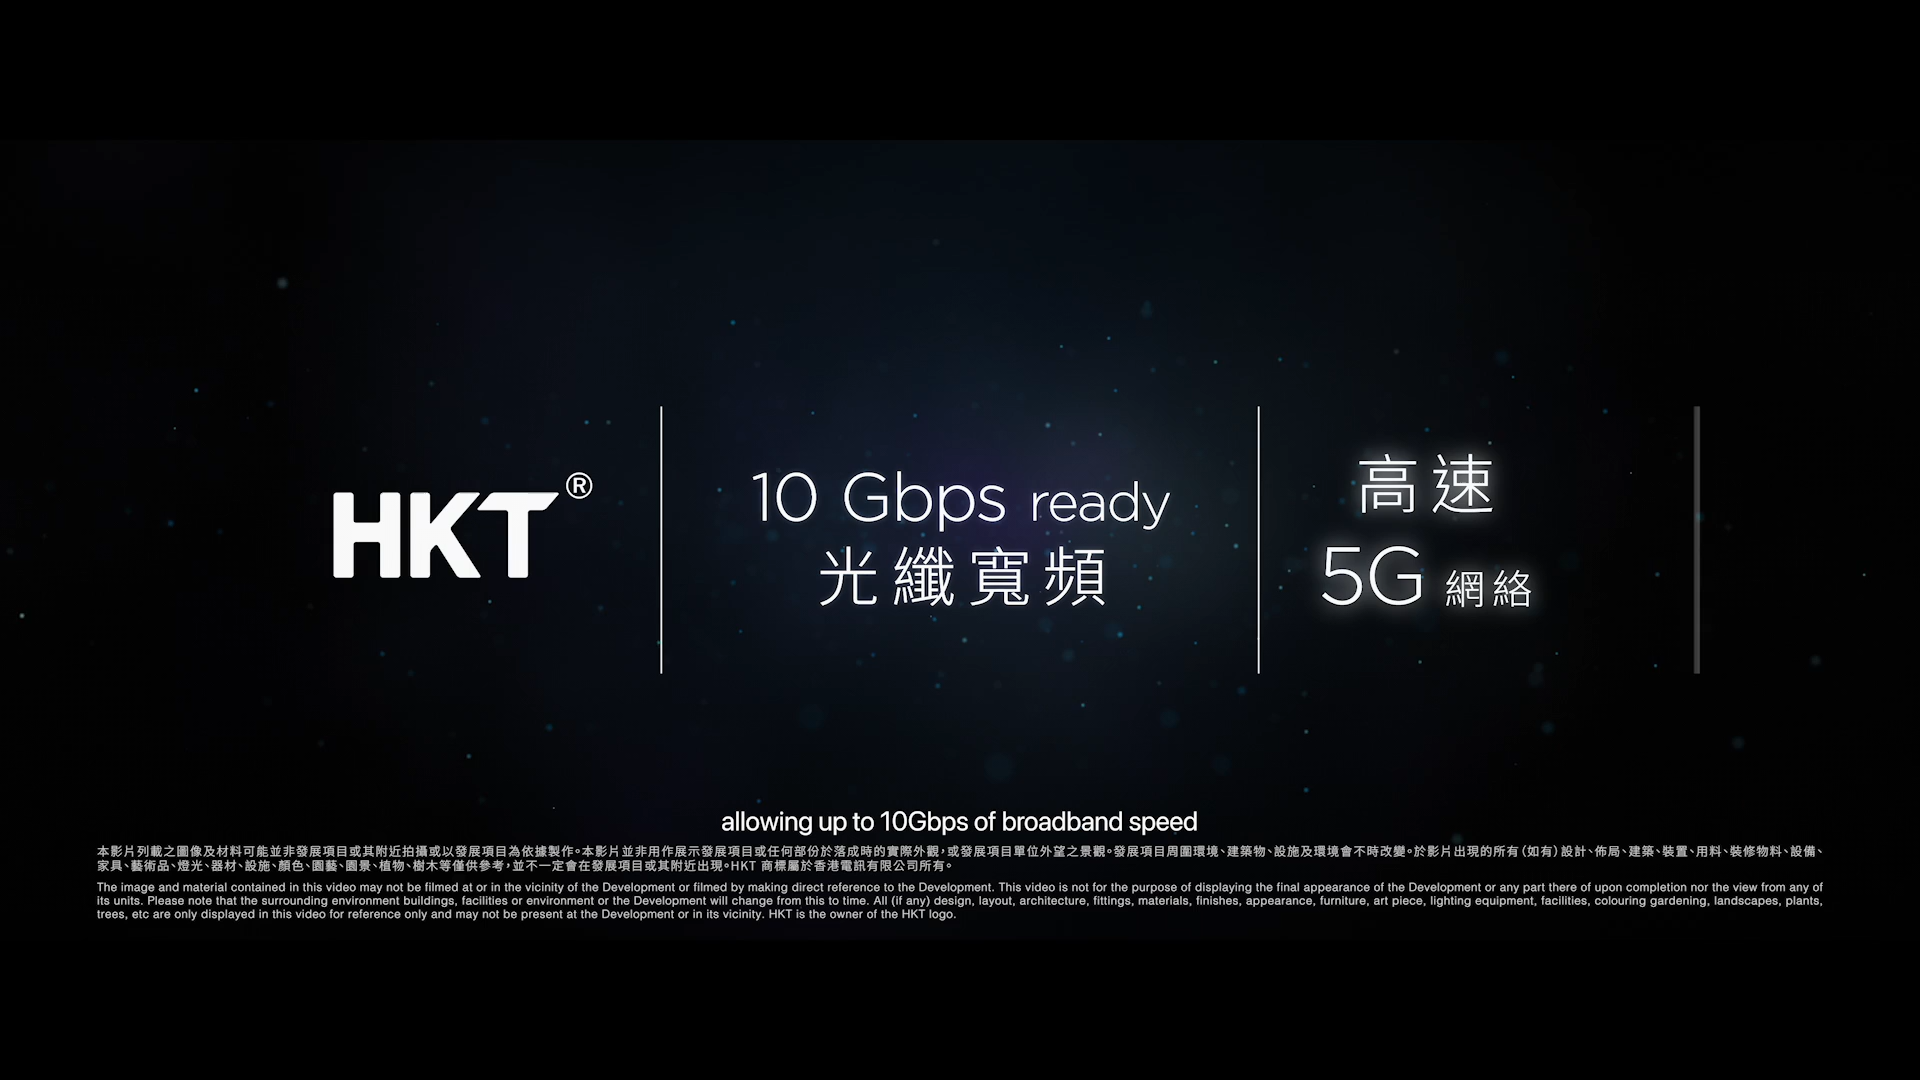 HKT®
10 Gbps ready
光纖寬頻
高速
5G 網絡
allowing up to 10Gbps of broadband speed
本影片列載之圖像及材料可能並非發展項目或其附近拍攝或以發展項目為依據製作。本影片並非用作展示發展項目或任何部份於落成時的實際外觀，或發展項目單位外望之景觀。發展項目周圍環境、建築物、設施及環境會不時改變。於影片出現的所有（如有）設計、佈局、建築、裝置、用料、裝修物料、設備、
家具、藝術品、燈光、器材、設施、顏色、園藝、園景、植物、樹木等僅供參考，並不一定會在發展項目或其附近出現。HKT 商標屬於香港電訊有限公司所有。
The image and material contained in this video may not be filmed at or in the vicinity of the Development or filmed by making direct reference to the Development. This video is not for the purpose of displaying the final appearance of the Development or any part there of upon completion nor the view from any of
its units. Please note that the surrounding environment buildings, facilities or environment or the Development will change from this to time. All (if any) design, layout, architecture, fittings, materials, finishes, appearance, furniture, art piece, lighting equipment, facilities, colouring gardening, landscapes, plants,
trees, etc are only displayed in this video for reference only and may not be present at the Development or in its vicinity. HKT is the owner of the HKT logo.